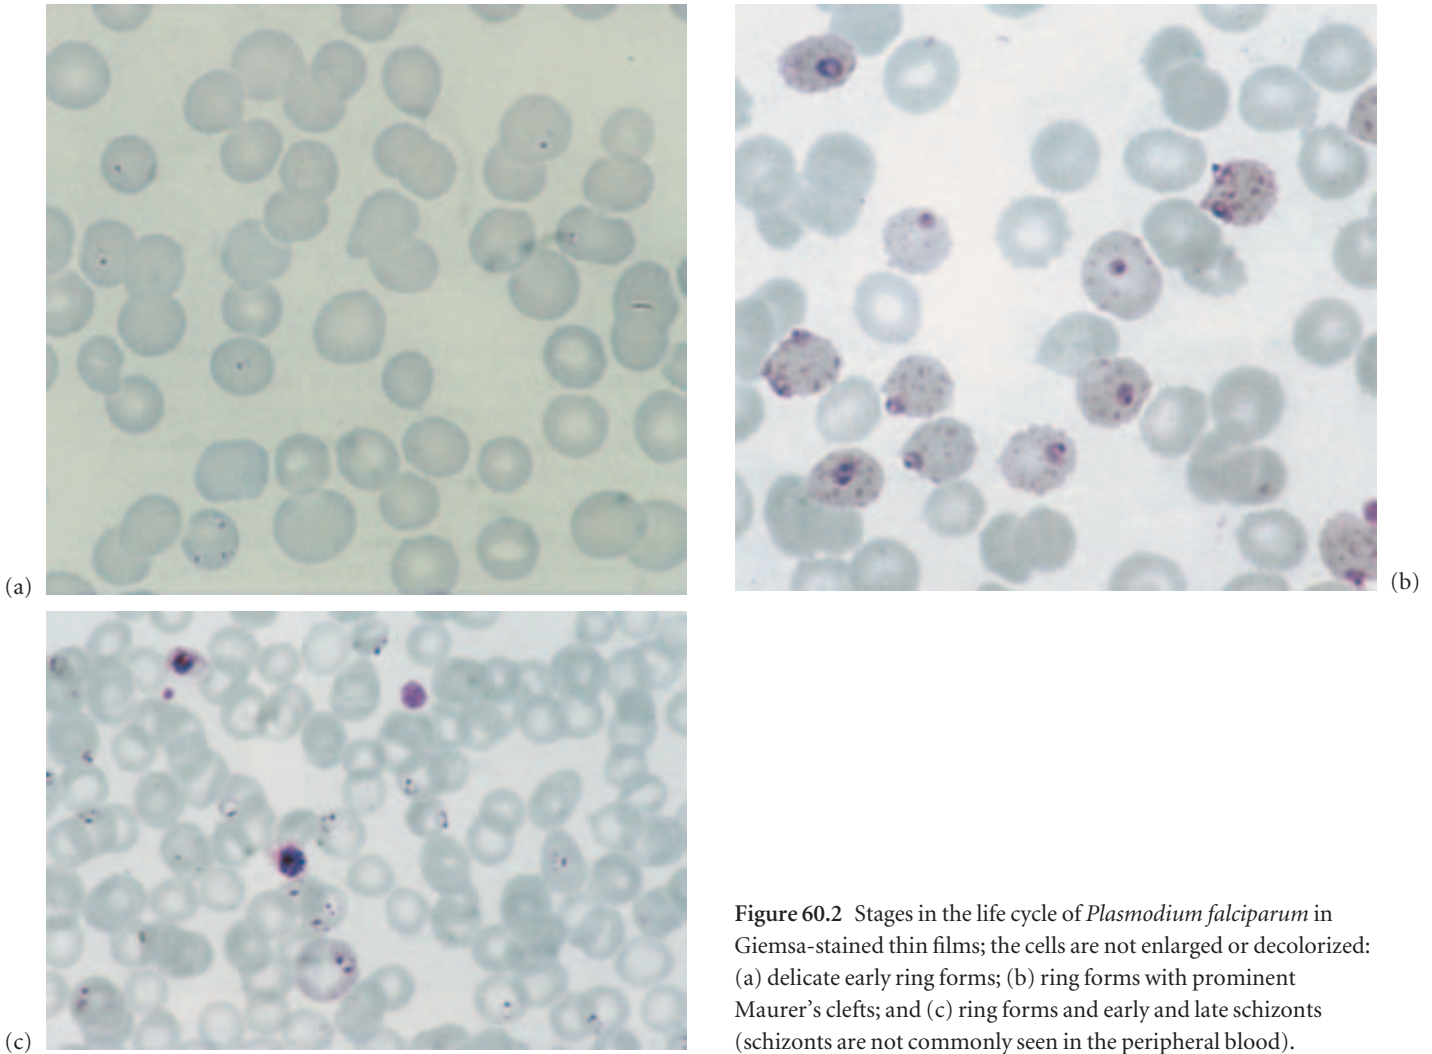 (a)
(b)
(c)
Figure 60.2 Stages in the life cycle of Plasmodium falciparum in
Giemsa-stained thin films; the cells are not enlarged or decolorized:
(a) delicate early ring forms; (b) ring forms with prominent
Maurer's clefts; and (c) ring forms and early and late schizonts
(schizonts are not commonly seen in the peripheral blood).